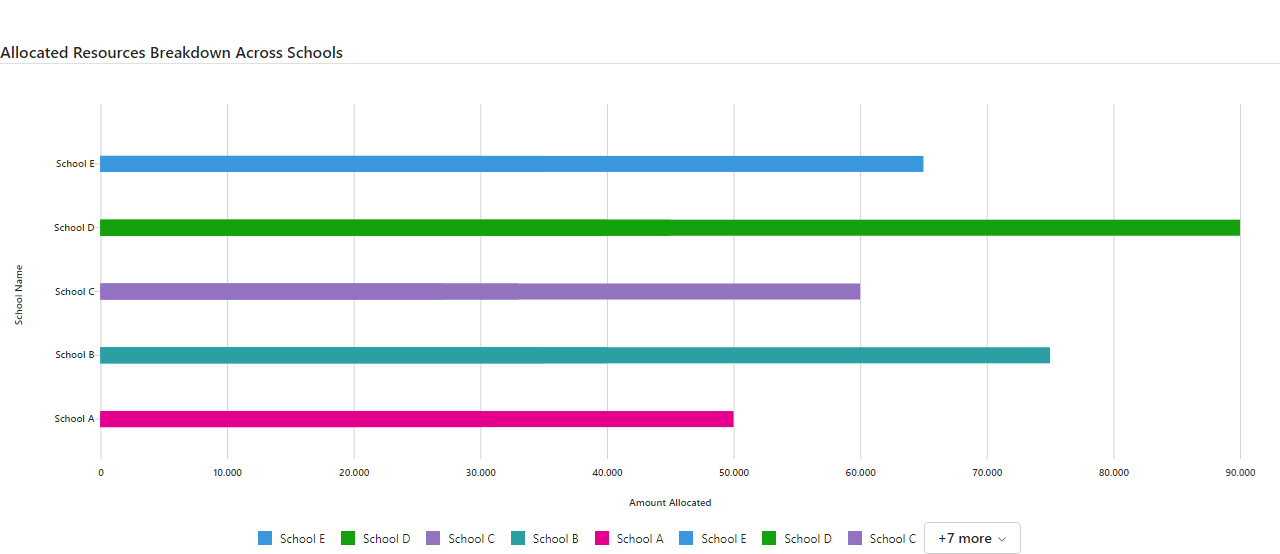 Allocated Resources Breakdown Across Schools
School E
School D
School C
School B
School A
School Name
0 10.000 20.000 30.000 40.000 50.000 60.000 70.000 80.000 90.000
Amount Allocated
School E School D School C School B School A School E School D School C +7 more